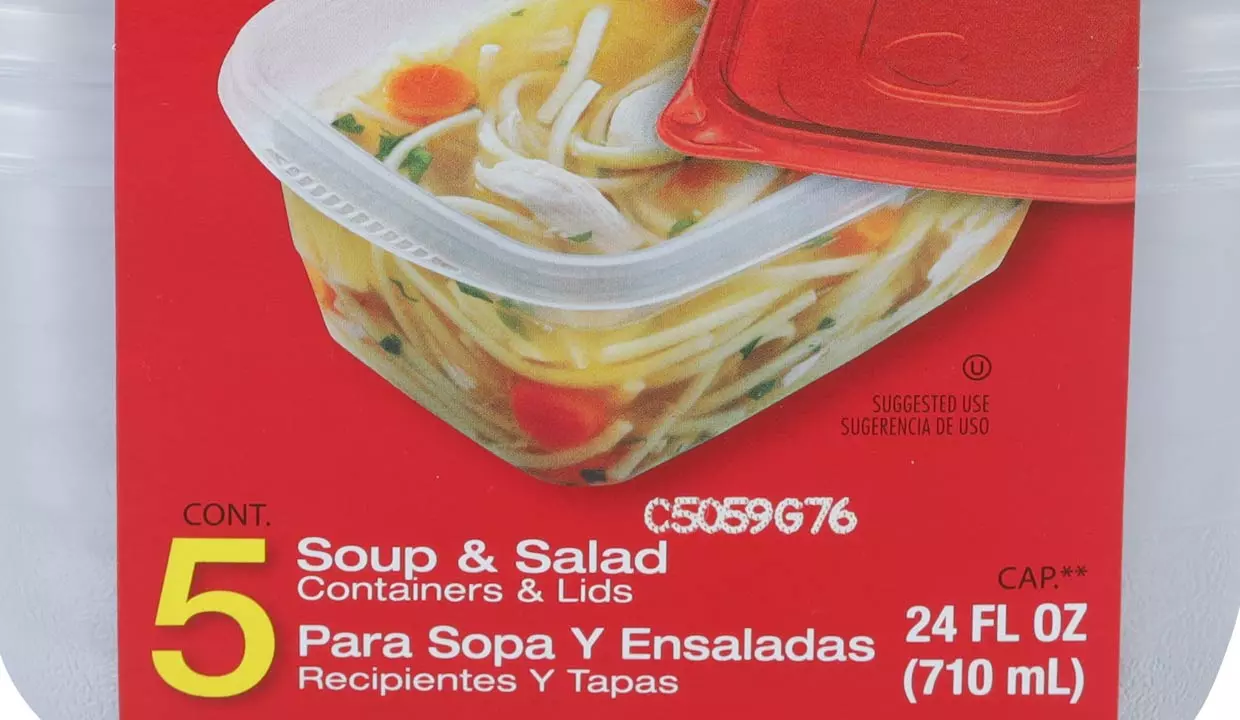 U
SUGGESTED USE
SUGERENCIA DE USO
C5059G76
CONT.
5
Soup & Salad
Containers & Lids
Para Sopa Y Ensaladas
Recipientes Y Tapas
CAP.**
24 FL OZ
(710 mL)